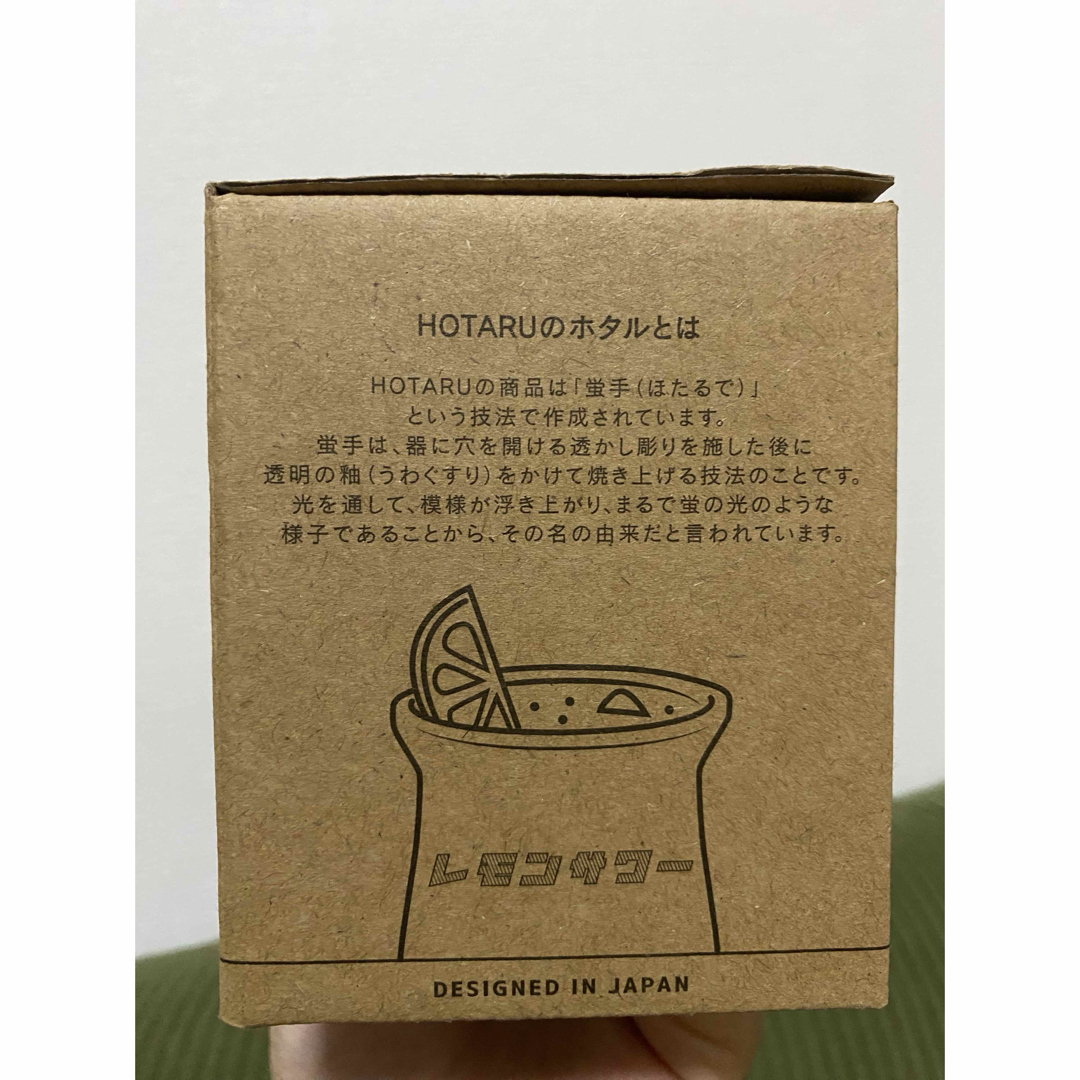 HOTARUのホタルとは
HOTARUの商品は「蛍手（ほたるで）」
という技法で作成されています。
蛍手は、器に穴を開ける透かし彫りを施した後に
透明の釉（うわぐすり）をかけて焼き上げる技法のことです。
光を通して、模様が浮き上がり、まるで蛍の光のような
様子であることから、その名の由来だと言われています。
レモンサワー
DESIGNED IN JAPAN